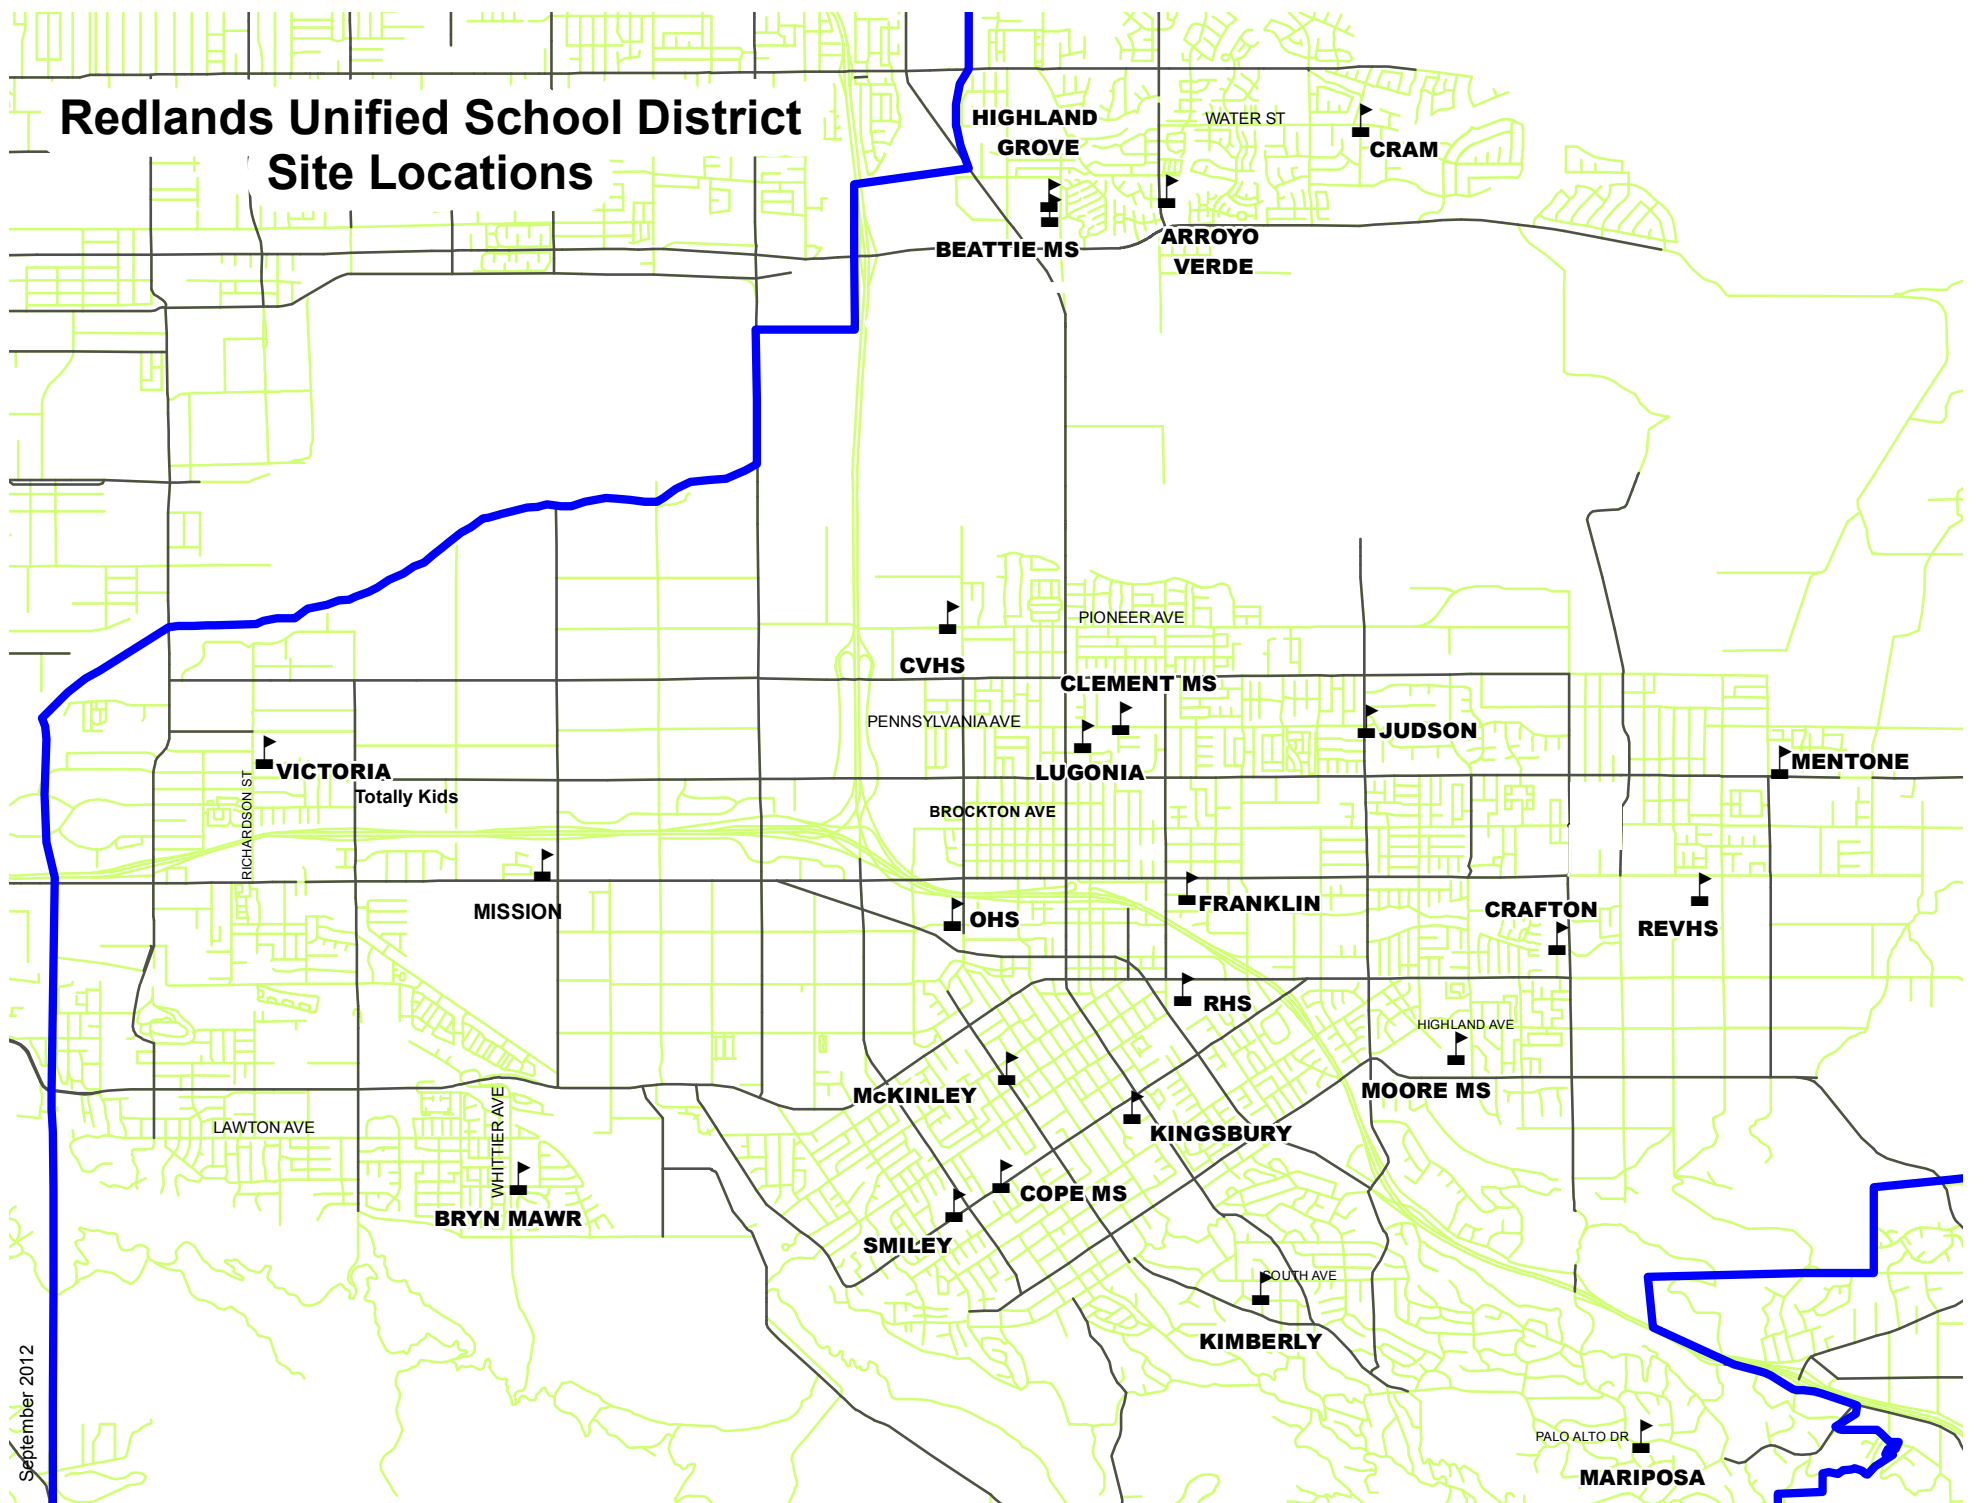 Redlands Unified School District
Site Locations
HIGHLAND
GROVE
WATER ST
CRAM
BEATTIE MS
ARROYO
VERDE
PIONEER AVE
CVHS
CLEMENT MS
PENNSYLVANIA AVE
JUDSON
VICTORIA
LUGONIA
MENTONE
Totally Kids
RICHARDSON ST
BROCKTON AVE
MISSION
OHS
FRANKLIN
CRAFTON
REVHS
RHS
HIGHLAND AVE
McKINLEY
MOORE MS
LAWTON AVE
WHITTIER AVE
KINGSBURY
COPE MS
BRYN MAWR
SMILEY
SOUTH AVE
KIMBERLY
September 2012
PALO ALTO DR
MARIPOSA